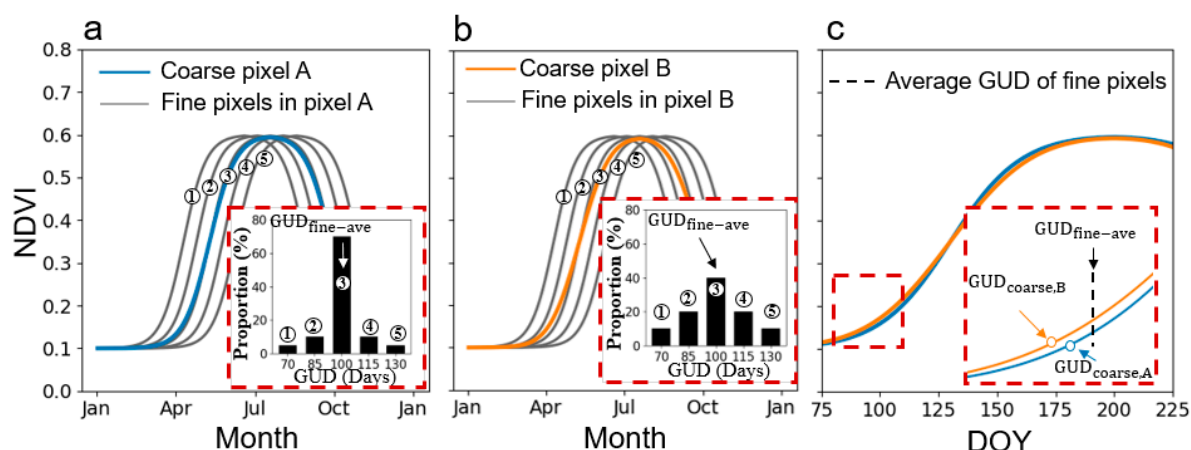 a
NDVI
0.8
0.7
0.6
0.5
0.4
0.3
0.2
0.1
0.0
Coarse pixel A
Fine pixels in pixel A
① ② ③ ④ ⑤
Proportion (%)
80
60
40
20
0
GUDfine−ave
① ② ③ ④ ⑤
70 85 100 115 130
GUD (Days)
Jan Apr Jul Oct Jan
Month
b
Coarse pixel B
Fine pixels in pixel B
① ② ③ ④ ⑤
Proportion (%)
80
60
40
20
0
GUDfine−ave
① ② ③ ④ ⑤
70 85 100 115 130
GUD (Days)
Jan Apr Jul Oct Jan
Month
c
Average GUD of fine pixels
GUDfine−ave
GUDcoarse,B
GUDcoarse,A
75 100 125 150 175 200 225
DOY